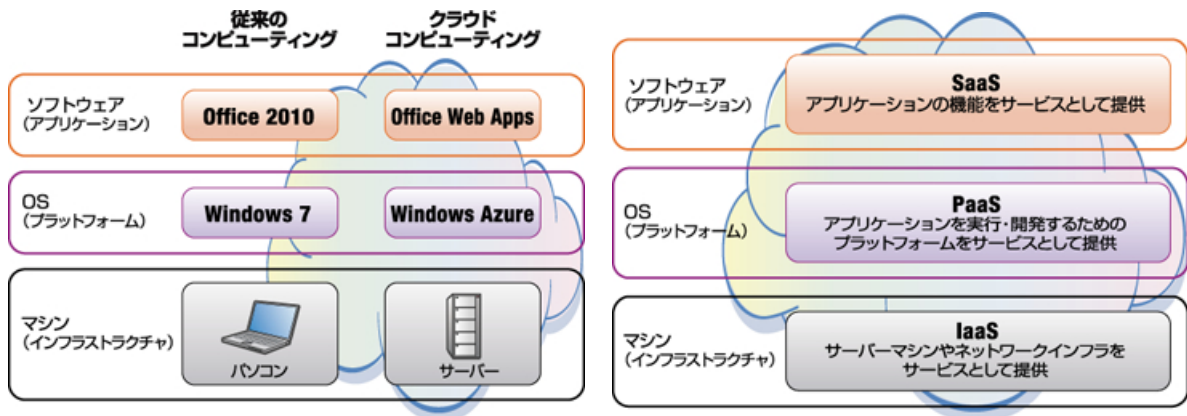 従来の
コンピューティング
クラウド
コンピューティング
ソフトウェア
（アプリケーション）
Office 2010
Office Web Apps
OS
（プラットフォーム）
Windows 7
Windows Azure
マシン
（インフラストラクチャ）
パソコン
サーバー
ソフトウェア
（アプリケーション）
SaaS
アプリケーションの機能をサービスとして提供
OS
（プラットフォーム）
PaaS
アプリケーションを実行・開発するための
プラットフォームをサービスとして提供
マシン
（インフラストラクチャ）
IaaS
サーバーマシンやネットワークインフラを
サービスとして提供